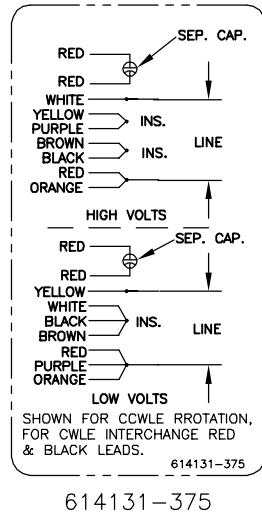 SEP. CAP.
RED
RED
WHITE
YELLOW
PURPLE
INS.
BROWN
BLACK
INS.
LINE
RED
ORANGE
HIGH VOLTS
SEP. CAP.
RED
RED
YELLOW
WHITE
BLACK
BROWN
INS.
LINE
RED
PURPLE
ORANGE
LOW VOLTS
SHOWN FOR CCWLE RROTATION,
FOR CWLE INTERCHANGE RED
& BLACK LEADS.
614131-375
614131-375